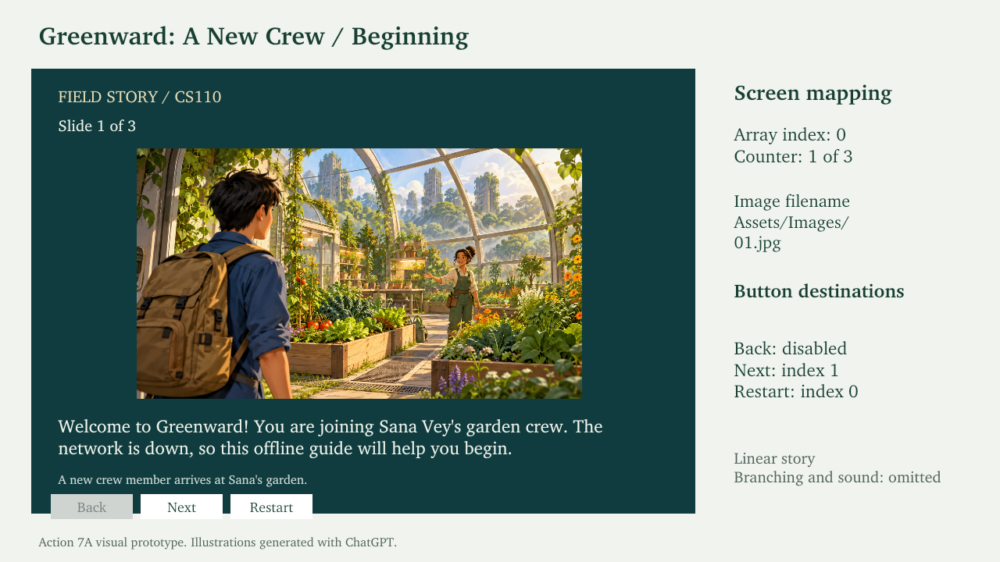 Greenward: A New Crew / Beginning
FIELD STORY / CS110
Slide 1 of 3
Welcome to Greenward! You are joining Sana Vey's garden crew. The
network is down, so this offline guide will help you begin.
A new crew member arrives at Sana's garden.
Back
Next
Restart
Screen mapping
Array index: 0
Counter: 1 of 3
Image filename
Assets/Images/
01.jpg
Button destinations
Back: disabled
Next: index 1
Restart: index 0
Linear story
Branching and sound: omitted
Action 7A visual prototype. Illustrations generated with ChatGPT.